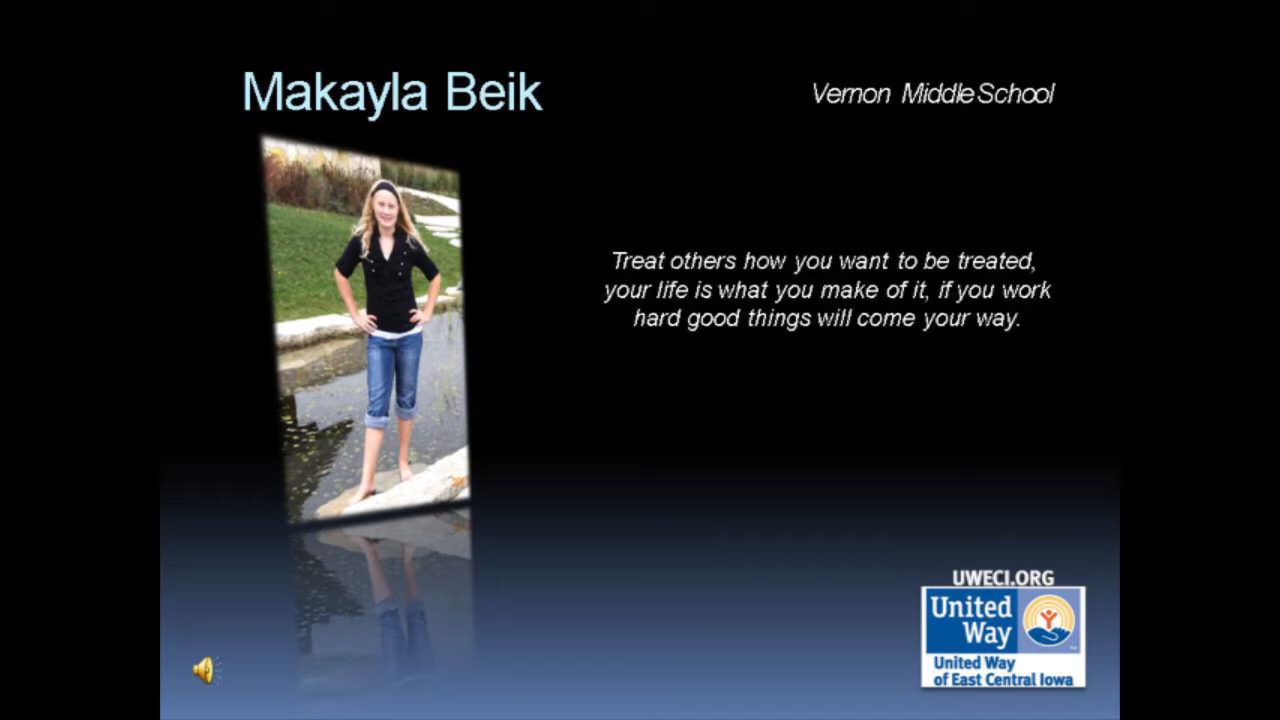 Makayla Beik
Vernon Middle School
Treat others how you want to be treated,
your life is what you make of it, if you work
hard good things will come your way.
UWECI.ORG
United
Way
United Way
of East Central Iowa